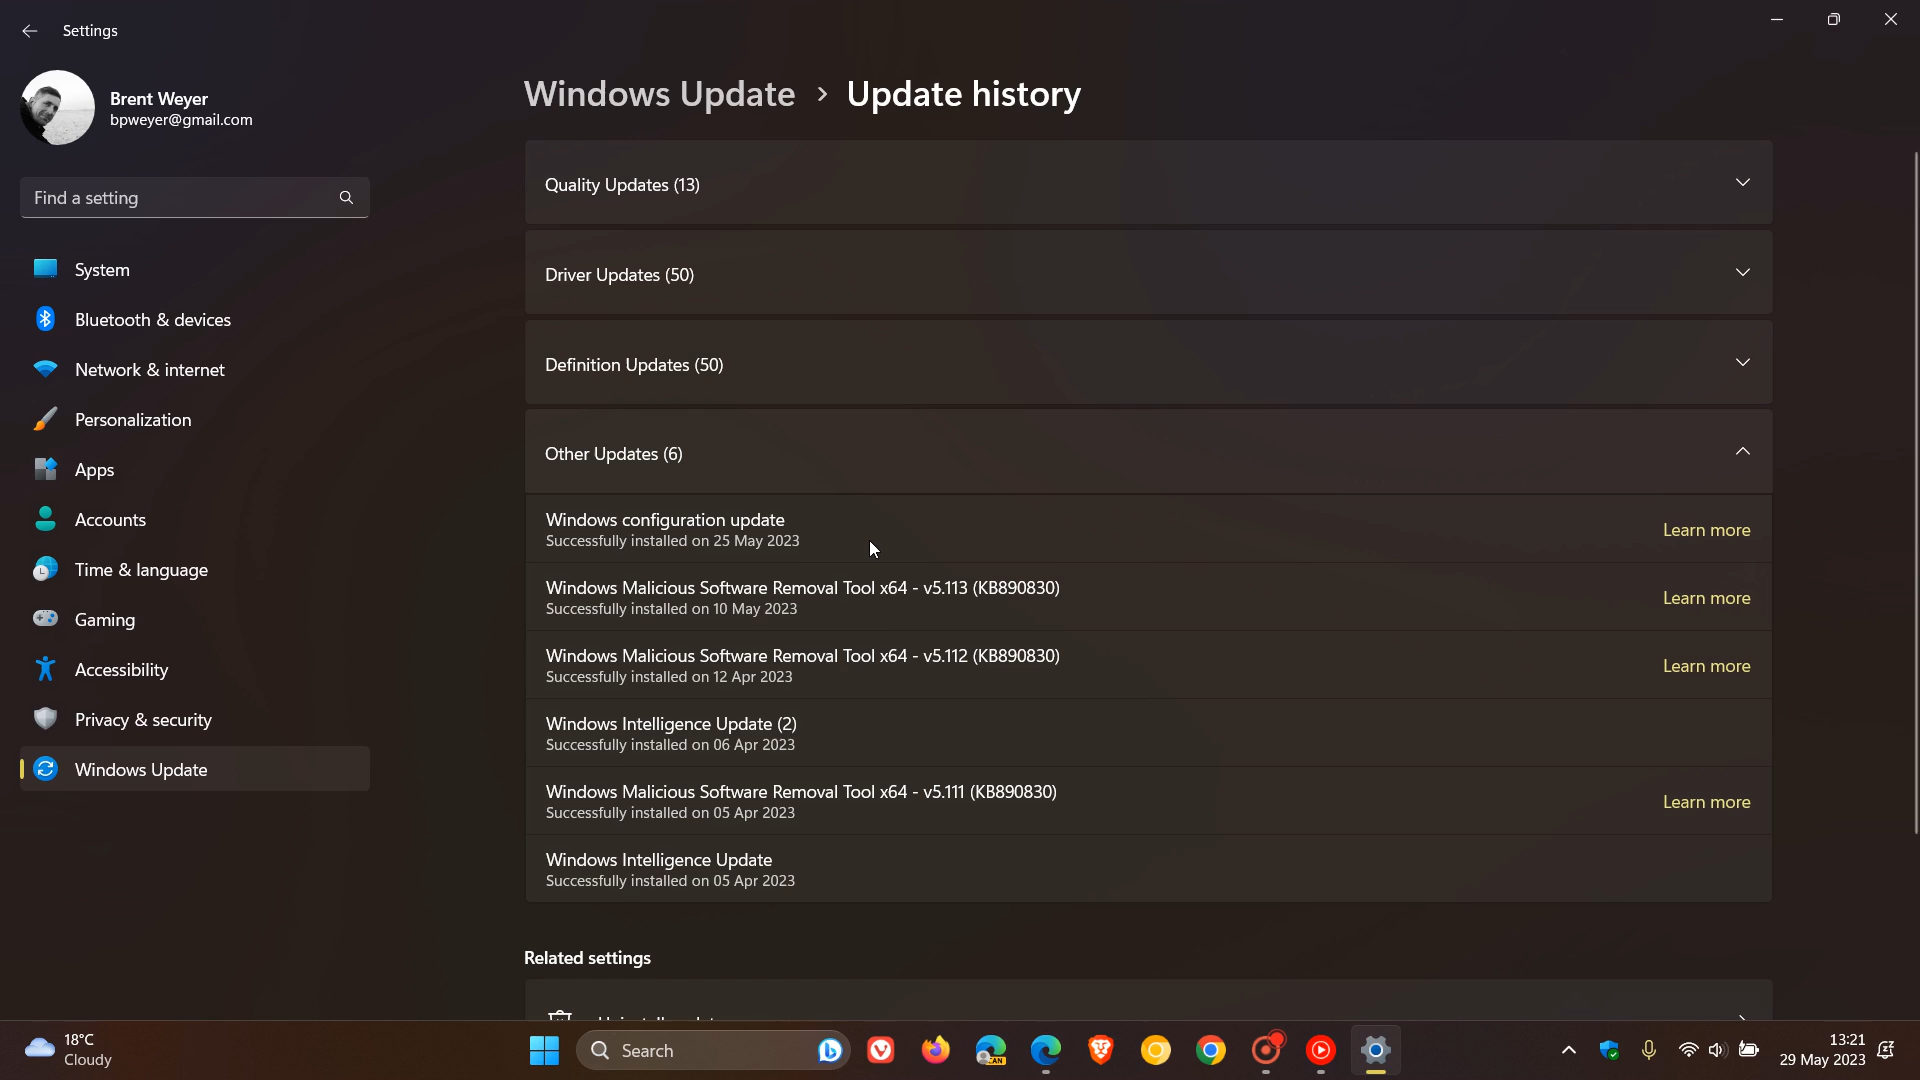 Settings
Brent Weyer
bpweyer@gmail.com
Find a setting
System
Bluetooth & devices
Network & internet
Personalization
Apps
Accounts
Time & language
Gaming
Accessibility
Privacy & security
Windows Update
Windows Update > Update history
Quality Updates (13)
Driver Updates (50)
Definition Updates (50)
Other Updates (6)
Windows configuration update
Successfully installed on 25 May 2023
Learn more
Windows Malicious Software Removal Tool x64 - v5.113 (KB890830)
Successfully installed on 10 May 2023
Learn more
Windows Malicious Software Removal Tool x64 - v5.112 (KB890830)
Successfully installed on 12 Apr 2023
Learn more
Windows Intelligence Update (2)
Successfully installed on 06 Apr 2023
Windows Malicious Software Removal Tool x64 - v5.111 (KB890830)
Successfully installed on 05 Apr 2023
Learn more
Windows Intelligence Update
Successfully installed on 05 Apr 2023
Related settings
18°C
Cloudy
Search
CAN
13:21
29 May 2023